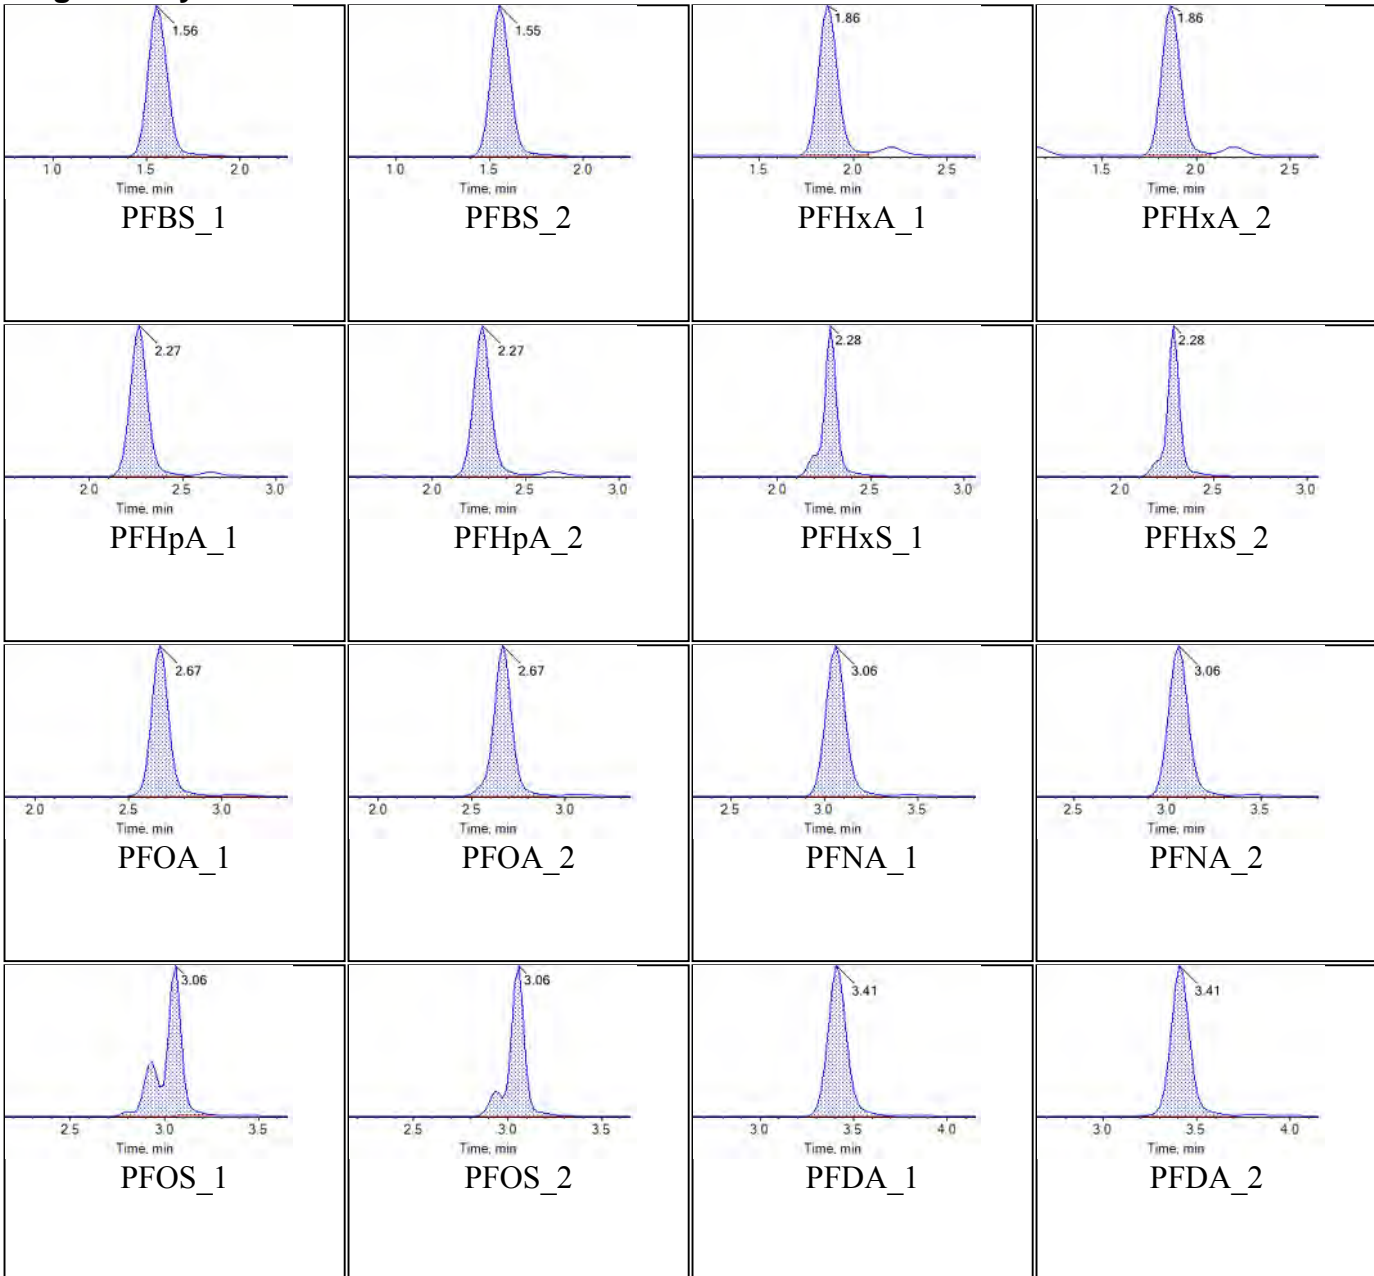 1.56
1.55
1.86
1.86
1.0 1.5 2.0
1.0 1.5 2.0
1.5 2.0 2.5
1.5 2.0 2.5
Time, min
Time, min
Time, min
Time, min
PFBS_1
PFBS_2
PFHxA_1
PFHxA_2
2.27
2.27
2.28
2.28
2.0 2.5 3.0
2.0 2.5 3.0
2.0 2.5 3.0
2.0 2.5 3.0
Time, min
Time, min
Time, min
Time, min
PFHpA_1
PFHpA_2
PFHxS_1
PFHxS_2
2.67
2.67
3.06
3.06
2.0 2.5 3.0
2.0 2.5 3.0
2.5 3.0 3.5
2.5 3.0 3.5
Time, min
Time, min
Time, min
Time, min
PFOA_1
PFOA_2
PFNA_1
PFNA_2
3.06
3.06
3.41
3.41
2.5 3.0 3.5
2.5 3.0 3.5
3.0 3.5 4.0
3.0 3.5 4.0
Time, min
Time, min
Time, min
Time, min
PFOS_1
PFOS_2
PFDA_1
PFDA_2